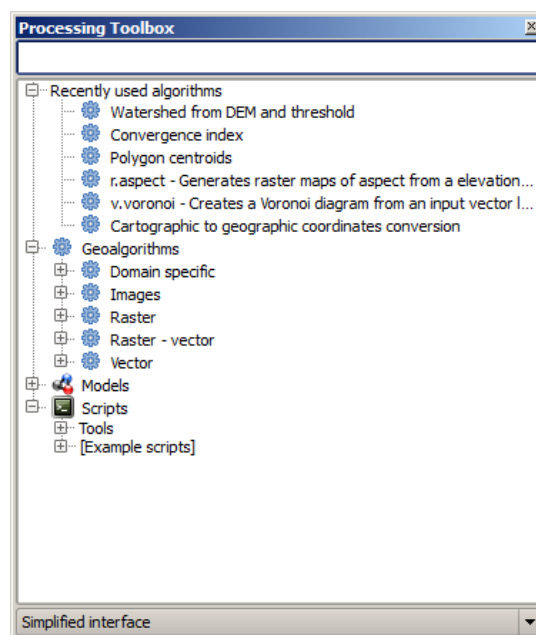 Processing Toolbox
Recently used algorithms
Watershed from DEM and threshold
Convergence index
Polygon centroids
r.aspect - Generates raster maps of aspect from a elevation...
v.voronoi - Creates a Voronoi diagram from an input vector l...
Cartographic to geographic coordinates conversion
Geoalgorithms
Domain specific
Images
Raster
Raster - vector
Vector
Models
Scripts
Tools
[Example scripts]
Simplified interface